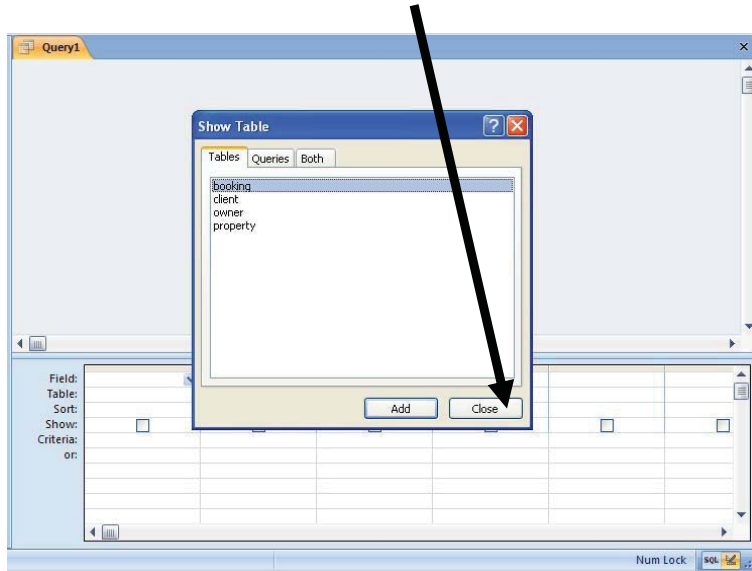 Query1
Show Table
Tables Queries Both
booking
client
owner
property
Add Close
Field:
Table:
Sort:
Show:
Criteria:
or:
Num Lock SQL